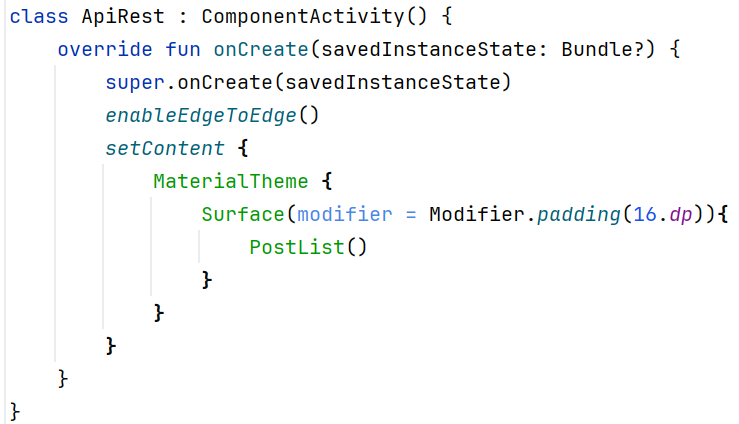 class ApiRest : ComponentActivity() {
    override fun onCreate(savedInstanceState: Bundle?) {
        super.onCreate(savedInstanceState)
        enableEdgeToEdge()
        setContent {
            MaterialTheme {
                Surface(modifier = Modifier.padding(16.dp)){
                    PostList()
                }
            }
        }
    }
}